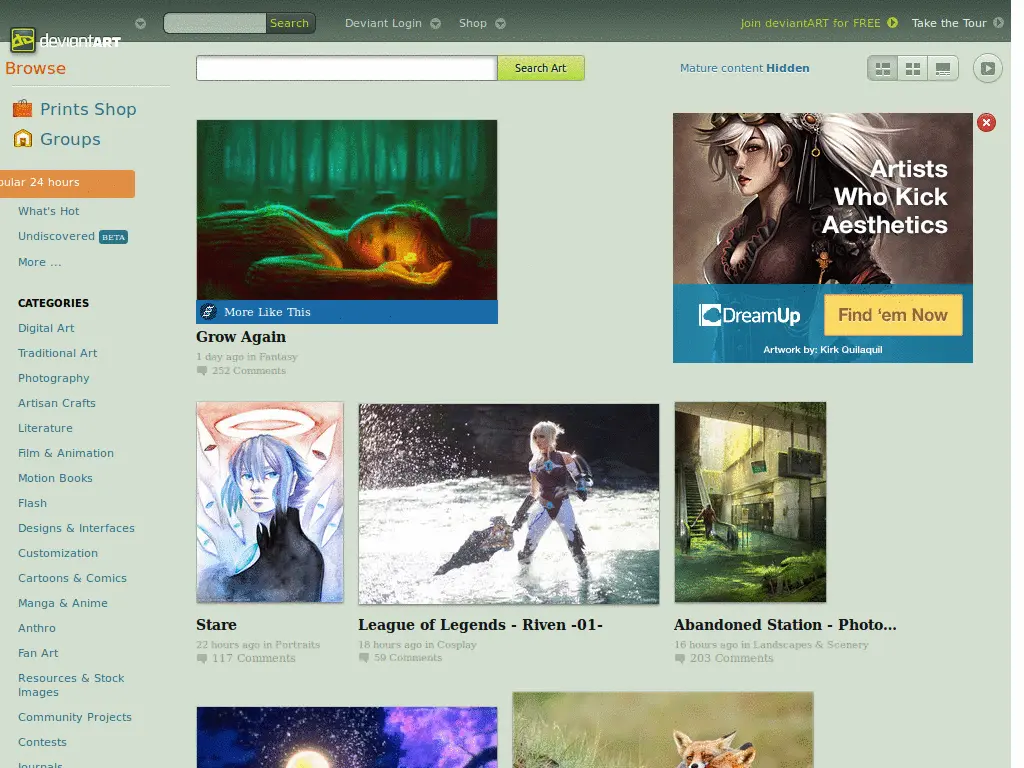 deviantART
Search
Deviant Login
Shop
Join deviantART for FREE
Take the Tour
Browse
Search Art
Mature content Hidden
Prints Shop
Groups
ular 24 hours
What's Hot
Undiscovered BETA
More ...
CATEGORIES
Digital Art
Traditional Art
Photography
Artisan Crafts
Literature
Film & Animation
Motion Books
Flash
Designs & Interfaces
Customization
Cartoons & Comics
Manga & Anime
Anthro
Fan Art
Resources & Stock
Images
Community Projects
Contests
Journals
More Like This
Grow Again
1 day ago in Fantasy
252 Comments
Artists
Who Kick
Aesthetics
DreamUp
Find 'em Now
Artwork by: Kirk Quilaquil
Stare
22 hours ago in Portraits
117 Comments
League of Legends - Riven -01-
18 hours ago in Cosplay
59 Comments
Abandoned Station - Photo...
16 hours ago in Landscapes & Scenery
203 Comments